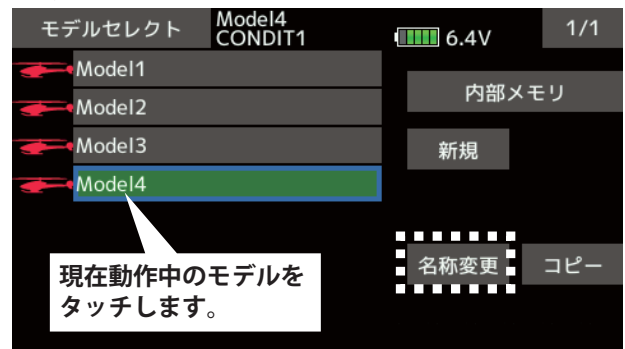 モデルセレクト
Model4
CONDIT1
6.4V
1/1
Model1
Model2
Model3
Model4
内部メモリ
新規
名称変更
コピー
現在動作中のモデルを
タッチします。